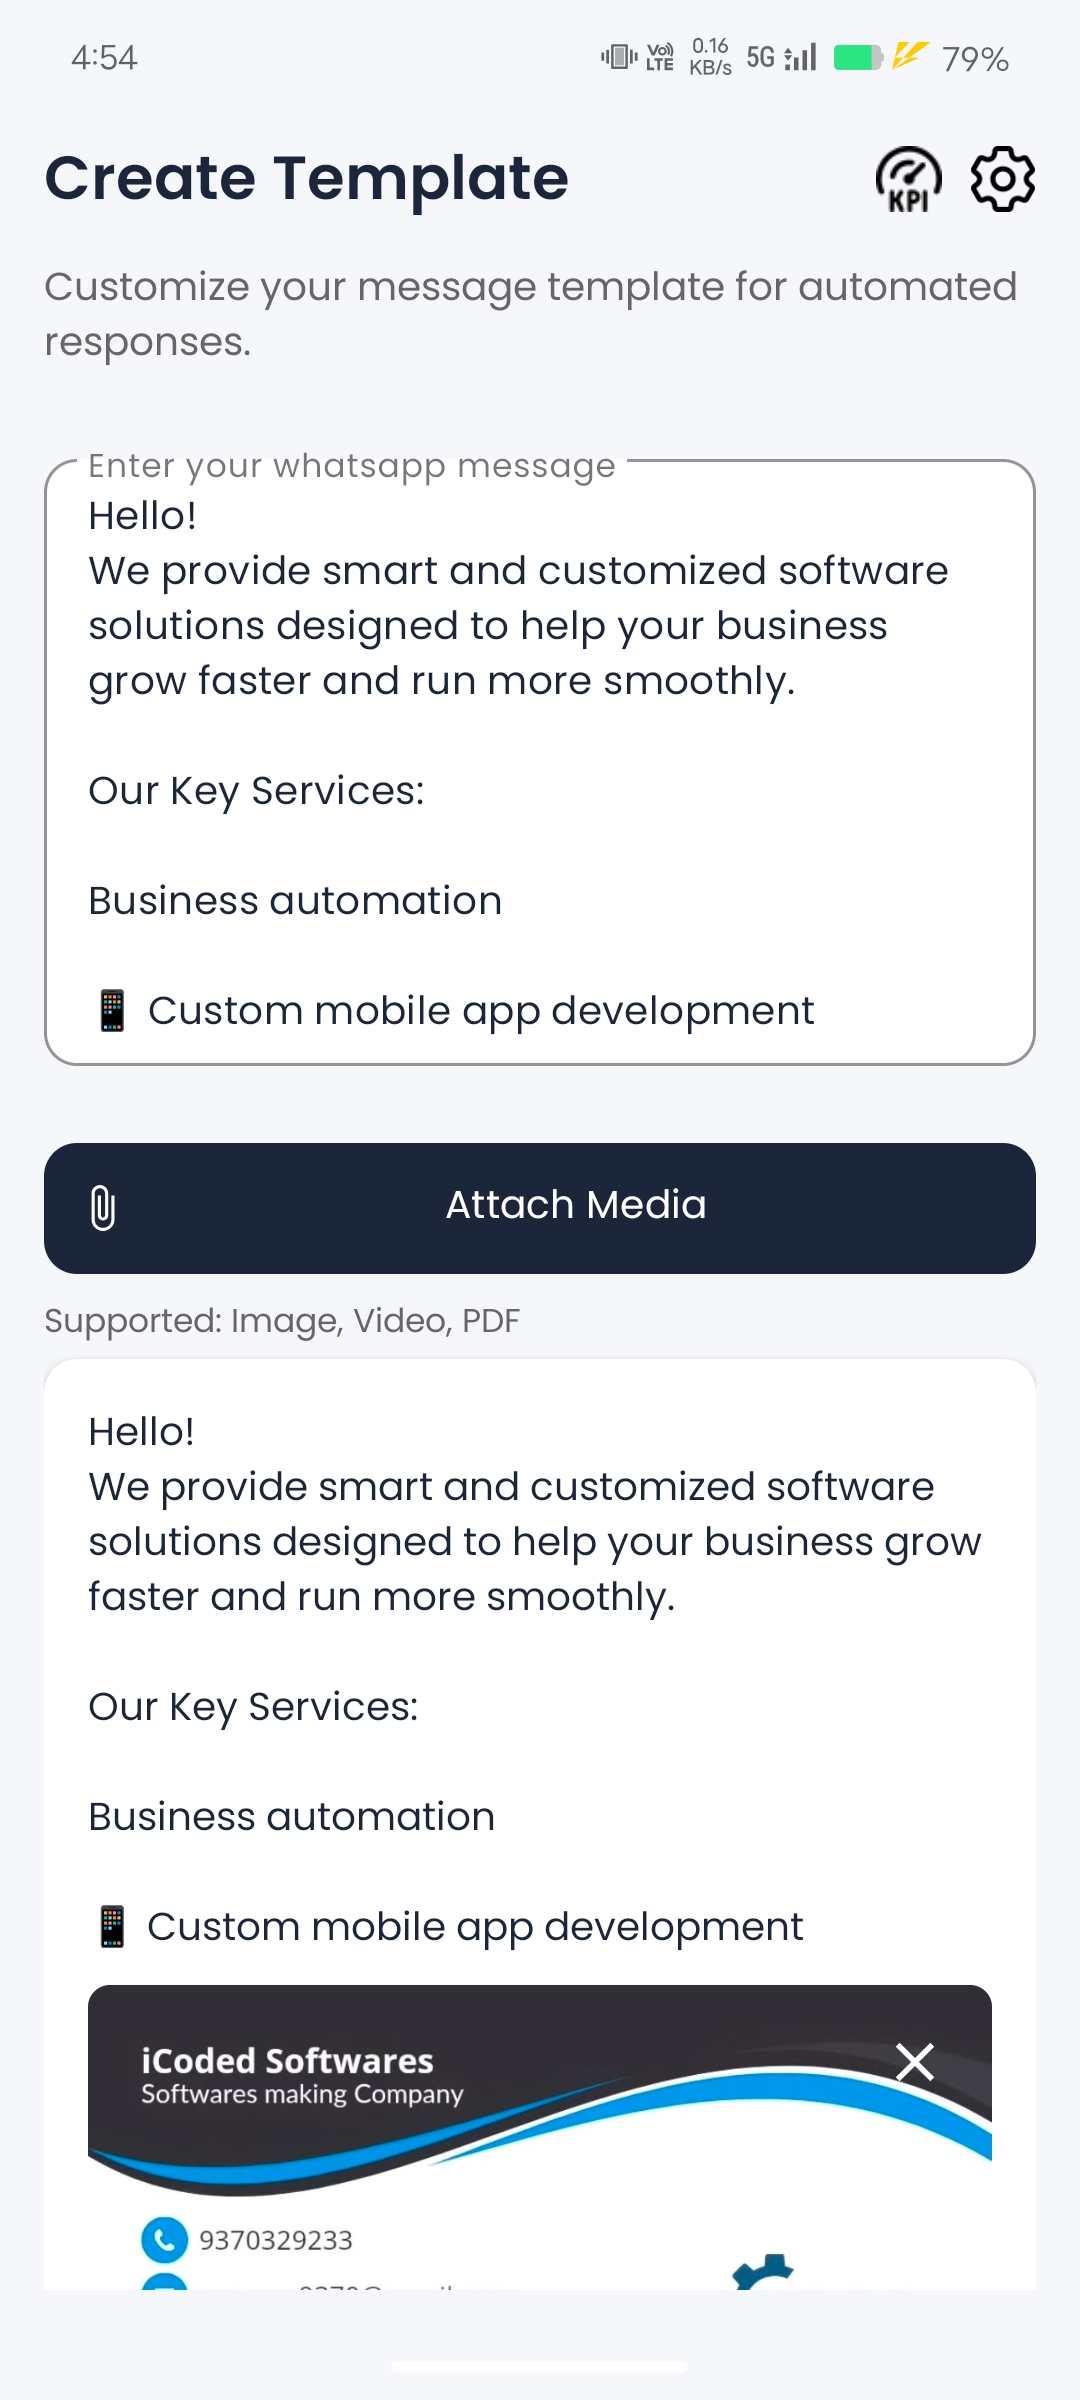 4:54
Vo)) LTE
0.16 KB/s
5G
79%
Create Template
KPI
Customize your message template for automated
responses.
Enter your whatsapp message
Hello!
We provide smart and customized software
solutions designed to help your business
grow faster and run more smoothly.
Our Key Services:
Business automation
📱 Custom mobile app development
Attach Media
Supported: Image, Video, PDF
Hello!
We provide smart and customized software
solutions designed to help your business grow
faster and run more smoothly.
Our Key Services:
Business automation
📱 Custom mobile app development
iCoded Softwares
Softwares making Company
9370329233